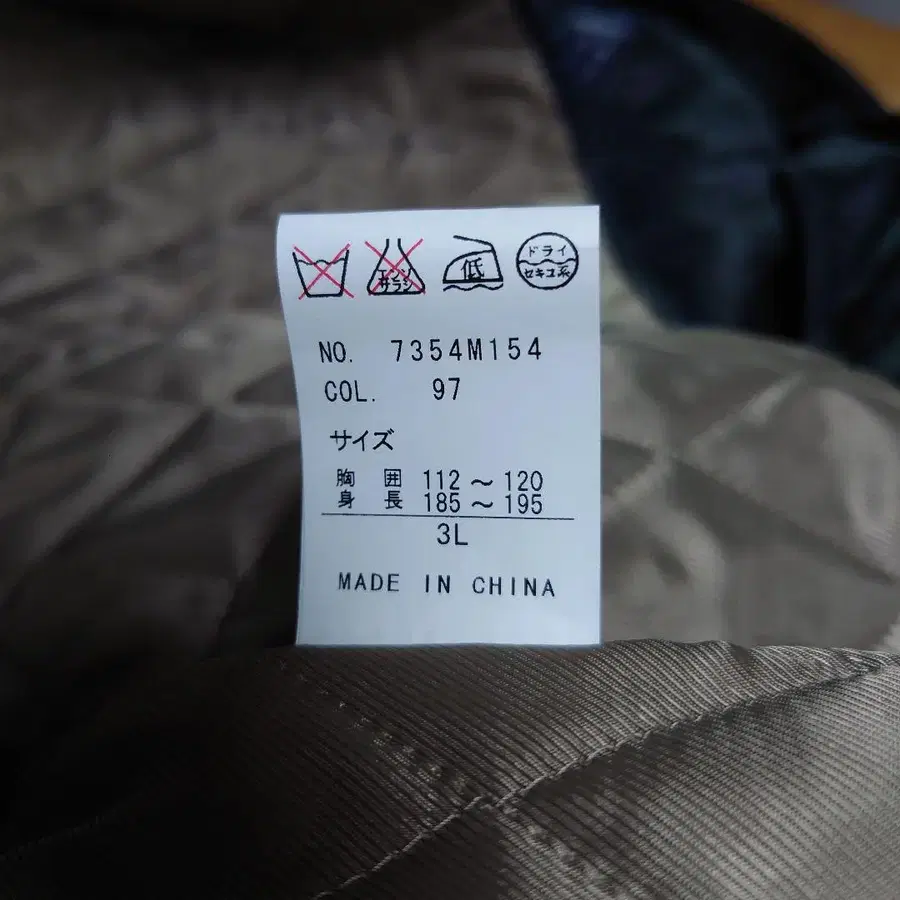 エンソ
サラシ
低
ドライ
セキユ系
NO. 7354M154
COL. 97
サイズ
胸囲 112～120
身長 185～195
3L
MADE IN CHINA